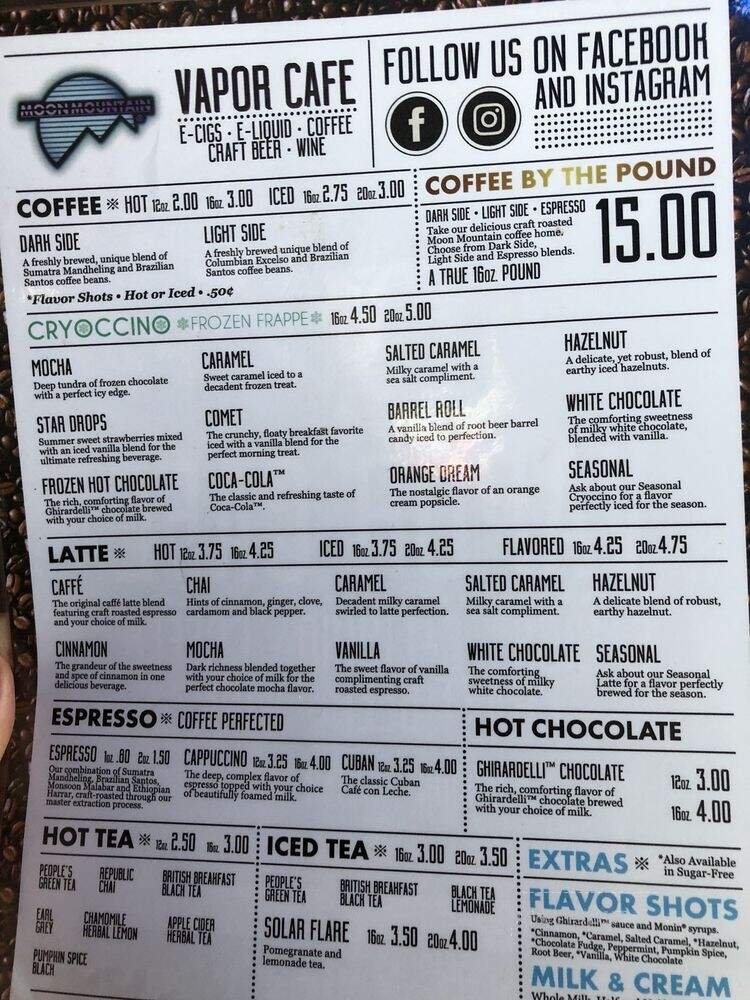 MOON MOUNTAIN
VAPOR CAFE
E-CIGS · E-LIQUID · COFFEE
CRAFT BEER · WINE
FOLLOW US ON FACEBOOK
AND INSTAGRAM
COFFEE ※ HOT 12oz. 2.00 16oz. 3.00 ICED 16oz. 2.75 20oz. 3.00
DARK SIDE
A freshly brewed, unique blend of
Sumatra Mandheling and Brazilian
Santos coffee beans.
LIGHT SIDE
A freshly brewed unique blend of
Columbian Excelso and Brazilian
Santos coffee beans.
*Flavor Shots • Hot or Iced • .50¢
COFFEE BY THE POUND
DARK SIDE · LIGHT SIDE · ESPRESSO
Take our delicious craft roasted
Moon Mountain coffee home.
Choose from Dark Side,
Light Side and Espresso blends.
A TRUE 16oz. POUND
15.00
CRYOCCINO ❄FROZEN FRAPPE❄ 16oz. 4.50 20oz. 5.00
MOCHA
Deep tundra of frozen chocolate
with a perfect icy edge.
CARAMEL
Sweet caramel iced to a
decadent frozen treat.
SALTED CARAMEL
Milky caramel with a
sea salt compliment.
HAZELNUT
A delicate, yet robust, blend of
earthy iced hazelnuts.
STAR DROPS
Summer sweet strawberries mixed
with an iced vanilla blend for the
ultimate refreshing beverage.
COMET
The crunchy, floaty breakfast favorite
iced with a vanilla blend for the
perfect morning treat.
BARREL ROLL
A vanilla blend of root beer barrel
candy iced to perfection.
WHITE CHOCOLATE
The comforting sweetness
of milky white chocolate,
blended with vanilla.
FROZEN HOT CHOCOLATE
The rich, comforting flavor of
Ghirardelli™ chocolate brewed
with your choice of milk.
COCA-COLA™
The classic and refreshing taste of
Coca-Cola™.
ORANGE DREAM
The nostalgic flavor of an orange
cream popsicle.
SEASONAL
Ask about our Seasonal
Cryoccino for a flavor
perfectly iced for the season.
LATTE ※ HOT 12oz. 3.75 16oz. 4.25 ICED 16oz. 3.75 20oz. 4.25 FLAVORED 16oz. 4.25 20oz. 4.75
CAFFÉ
The original caffé latte blend
featuring craft roasted espresso
and your choice of milk.
CHAI
Hints of cinnamon, ginger, clove,
cardamom and black pepper.
CARAMEL
Decadent milky caramel
swirled to latte perfection.
SALTED CARAMEL
Milky caramel with a
sea salt compliment.
HAZELNUT
A delicate blend of robust,
earthy hazelnut.
CINNAMON
The grandeur of the sweetness
and spce of cinnamon in one
delicious beverage.
MOCHA
Dark richness blended together
with your choice of milk for the
perfect chocolate mocha flavor.
VANILLA
The sweet flavor of vanilla
complimenting craft
roasted espresso.
WHITE CHOCOLATE
The comforting
sweetness of milky
white chocolate.
SEASONAL
Ask about our Seasonal
Latte for a flavor perfectly
brewed for the season.
ESPRESSO ※ COFFEE PERFECTED
ESPRESSO 1oz. .80 2oz. 1.50
Our combination of Sumatra
Mandheling, Brazilian Santos,
Monsoon Malabar and Ethiopian
Harrar, craft-roasted through our
master extraction process.
CAPPUCCINO 12oz. 3.25 16oz. 4.00
The deep, complex flavor of
espresso topped with your choice
of beautifully foamed milk.
CUBAN 12oz. 3.25 16oz. 4.00
The classic Cuban
Café con Leche.
HOT CHOCOLATE
GHIRARDELLI™ CHOCOLATE
The rich, comforting flavor of
Ghirardelli™ chocolate brewed
with your choice of milk.
12oz. 3.00
16oz. 4.00
HOT TEA ※ 12oz. 2.50 16oz. 3.00
PEOPLE'S
GREEN TEA
REPUBLIC
CHAI
BRITISH BREAKFAST
BLACK TEA
EARL
GREY
CHAMOMILE
HERBAL LEMON
APPLE CIDER
HERBAL TEA
PUMPKIN SPICE
BLACK
ICED TEA ※ 16oz. 3.00 20oz. 3.50
PEOPLE'S
GREEN TEA
BRITISH BREAKFAST
BLACK TEA
BLACK TEA
LEMONADE
SOLAR FLARE 16oz. 3.50 20oz. 4.00
Pomegranate and
lemonade tea.
EXTRAS ※ *Also Available
in Sugar-Free
FLAVOR SHOTS
Using Ghirardelli™ sauce and Monin® syrups.
*Cinnamon, *Caramel, Salted Caramel, *Hazelnut,
*Chocolate Fudge, Peppermint, Pumpkin Spice,
Root Beer, *Vanilla, White Chocolate
MILK & CREAM
Whole Milk, Half